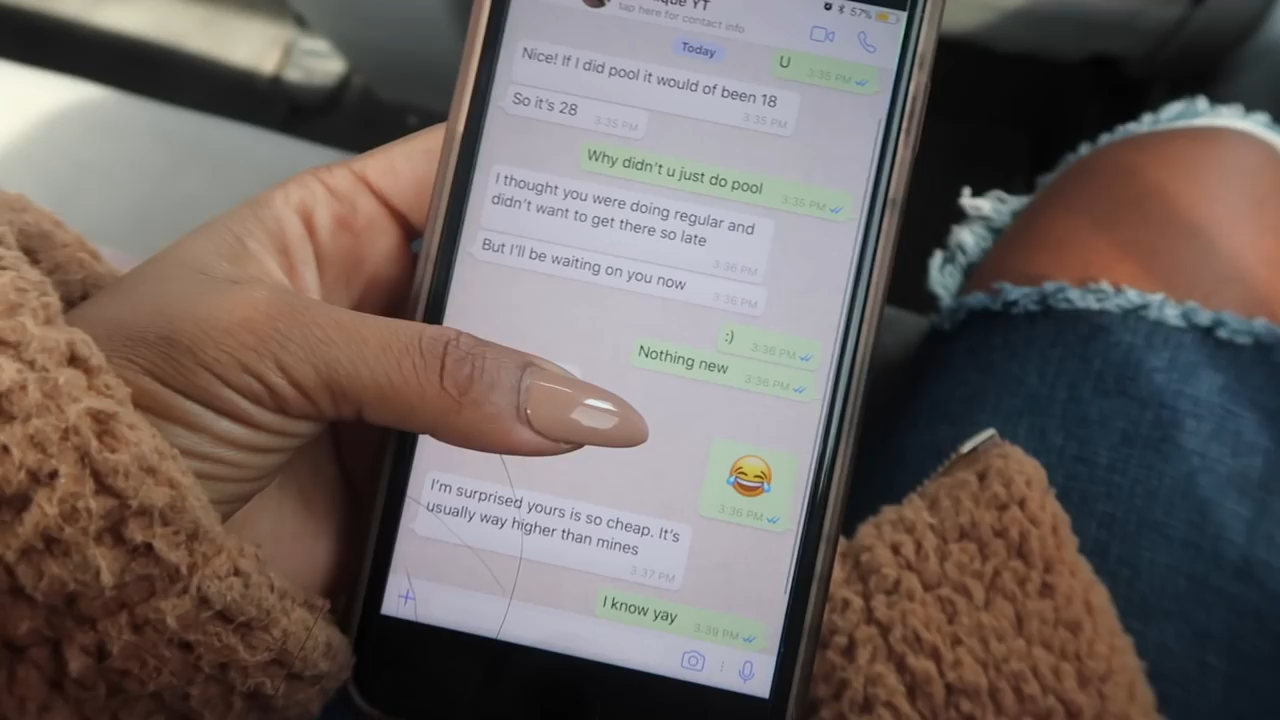 YT
57%
tap here for contact info
Today
U
3:35 PM
Nice! If I did pool it would of been 18
3:35 PM
So it's 28
3:35 PM
Why didn't u just do pool
3:35 PM
I thought you were doing regular and
didn't want to get there so late
3:36 PM
But I'll be waiting on you now
3:36 PM
:)
3:36 PM
Nothing new
3:36 PM
😂
3:36 PM
I'm surprised yours is so cheap. It's
usually way higher than mines
3:37 PM
I know yay
3:39 PM